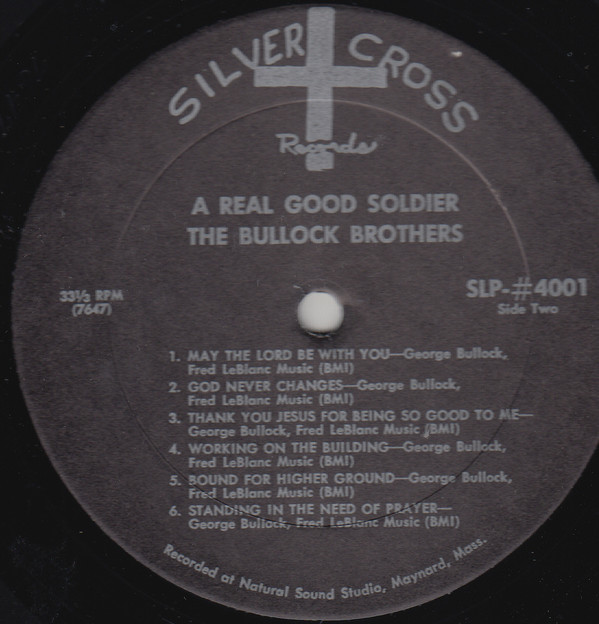 SILVER CROSS
Records
A REAL GOOD SOLDIER
THE BULLOCK BROTHERS
33⅓ RPM
(7647)
SLP-#4001
Side Two
1. MAY THE LORD BE WITH YOU—George Bullock,
Fred LeBlanc Music (BMI)
2. GOD NEVER CHANGES—George Bullock,
Fred LeBlanc Music (BMI)
3. THANK YOU JESUS FOR BEING SO GOOD TO ME—
George Bullock, Fred LeBlanc Music (BMI)
4. WORKING ON THE BUILDING—George Bullock,
Fred LeBlanc Music (BMI)
5. BOUND FOR HIGHER GROUND—George Bullock,
Fred LeBlanc Music (BMI)
6. STANDING IN THE NEED OF PRAYER—
George Bullock, Fred LeBlanc Music (BMI)
Recorded at Natural Sound Studio, Maynard, Mass.